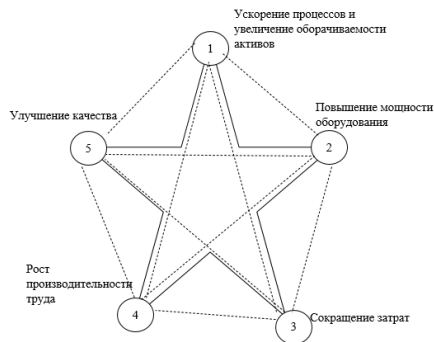 Ускорение процессов и
увеличение оборачиваемости
активов
1
Улучшение качества
Повышение мощности
оборудования
5
2
Рост
производительности
труда
4
3
Сокращение затрат